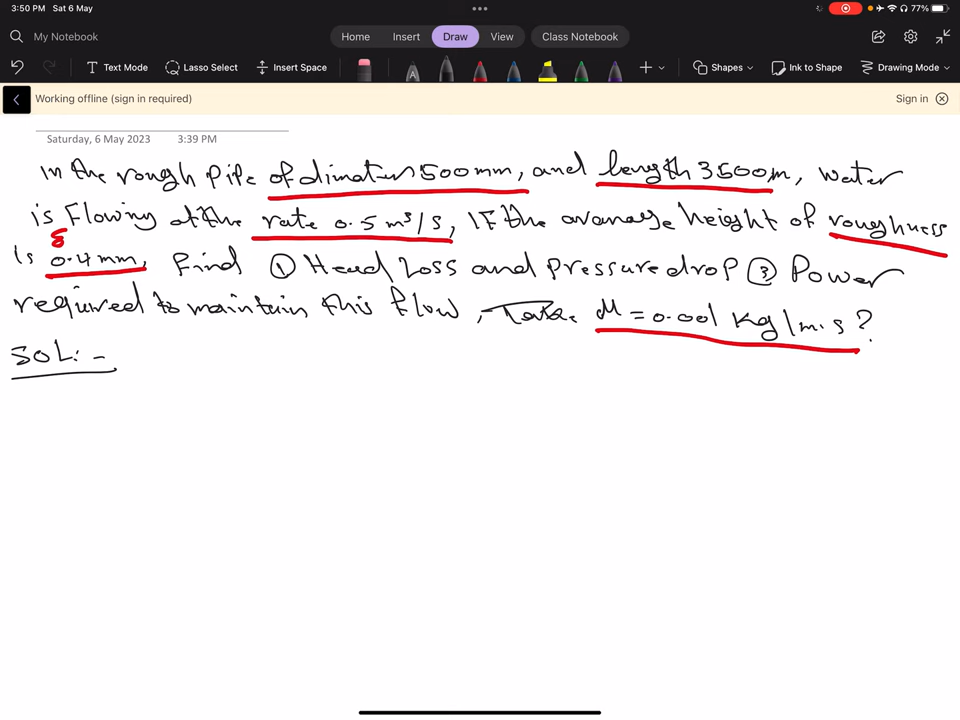 3:50 PM Sat 6 May
77%
My Notebook
Home Insert Draw View Class Notebook
Text Mode Lasso Select Insert Space Shapes Ink to Shape Drawing Mode
Working offline (sign in required) Sign in
Saturday, 6 May 2023 3:39 PM
In the rough Pipe of dimater 500mm, and length 3500m, water
is Flowing at the rate 0.5 m³/s, IF the avarage height of roughness
is 0.4mm, Find ① Head Loss and pressure drop ② Power
required to maintain this flow, Take M = 0.001 Kg/m.s ?
SOL: -